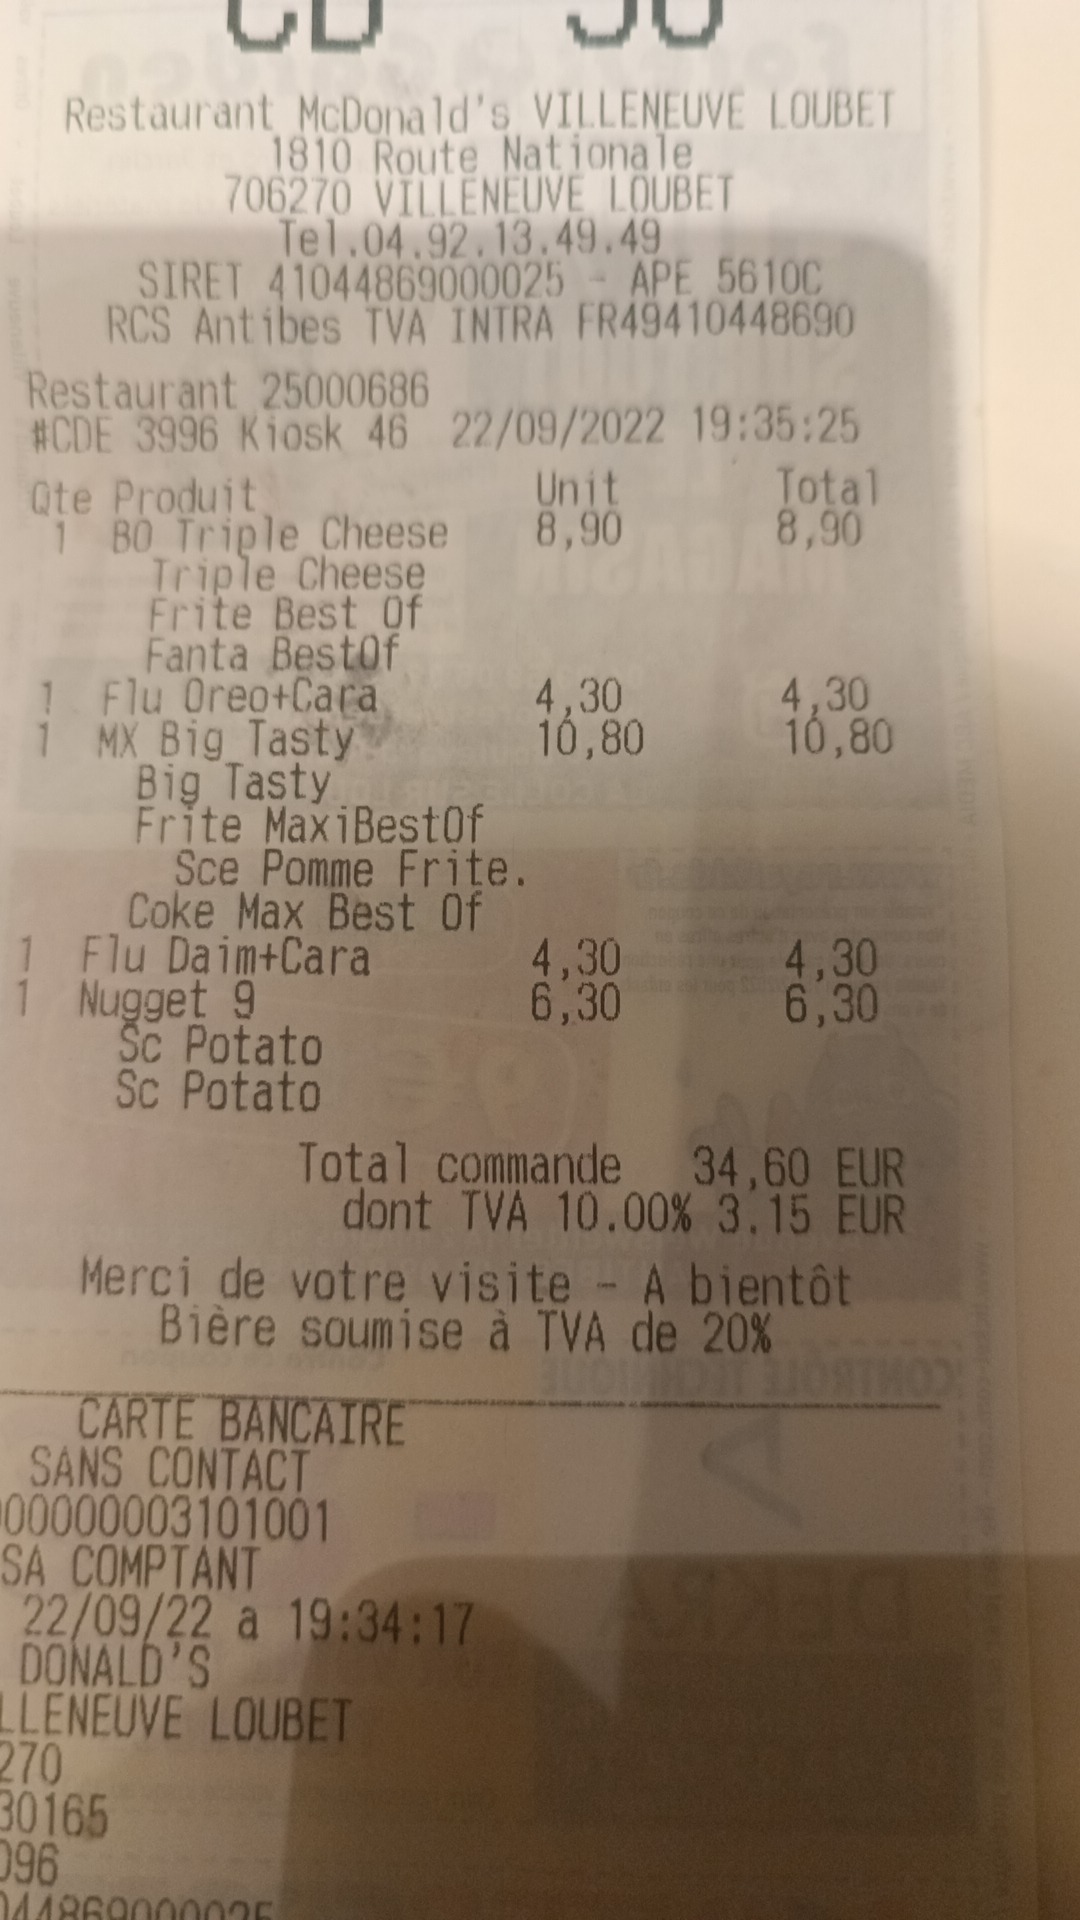 Restaurant McDonald's VILLENEUVE LOUBET
1810 Route Nationale
706270 VILLENEUVE LOUBET
Tel.04.92.13.49.49
SIRET 41044869000025 - APE 5610C
RCS Antibes TVA INTRA FR49410448690
Restaurant 25000686
#CDE 3996 Kiosk 46 22/09/2022 19:35:25
Qte Produit Unit Total
1 BO Triple Cheese 8,90 8,90
Triple Cheese
Frite Best Of
Fanta BestOf
1 Flu Oreo+Cara 4,30 4,30
1 MX Big Tasty 10,80 10,80
Big Tasty
Frite MaxiBestOf
Sce Pomme Frite.
Coke Max Best Of
1 Flu Daim+Cara 4,30 4,30
1 Nugget 9 6,30 6,30
Sc Potato
Sc Potato
Total commande 34,60 EUR
dont TVA 10.00% 3.15 EUR
Merci de votre visite - A bientôt
Bière soumise à TVA de 20%
CARTE BANCAIRE
SANS CONTACT
00000003101001
SA COMPTANT
22/09/22 a 19:34:17
DONALD'S
LLENEUVE LOUBET
270
30165
096
044869000025